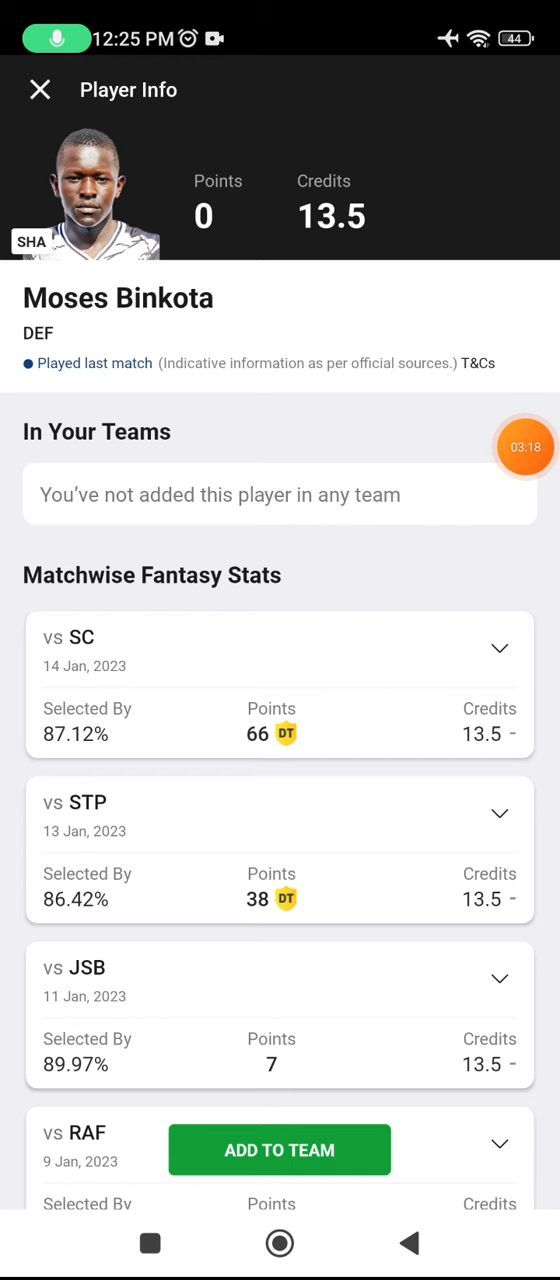 12:25 PM
44
Player Info
Points
Credits
0
13.5
SHA
Moses Binkota
DEF
Played last match (Indicative information as per official sources.) T&Cs
In Your Teams
03:18
You’ve not added this player in any team
Matchwise Fantasy Stats
vs SC
14 Jan, 2023
Selected By Points Credits
87.12% 66 DT 13.5 -
vs STP
13 Jan, 2023
Selected By Points Credits
86.42% 38 DT 13.5 -
vs JSB
11 Jan, 2023
Selected By Points Credits
89.97% 7 13.5 -
vs RAF
9 Jan, 2023
ADD TO TEAM
Selected By Points Credits